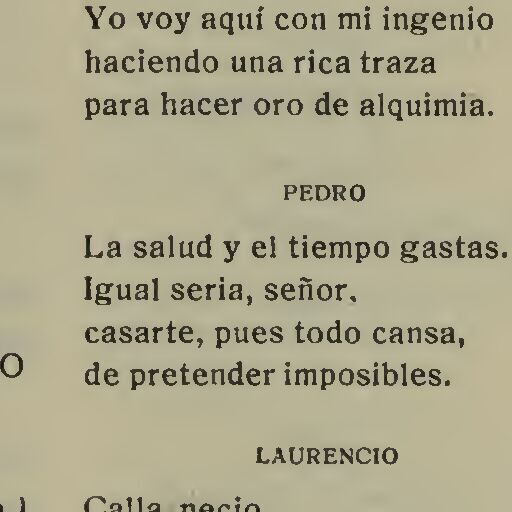 Yo voy aquí con mi ingenio
haciendo una rica traza
para hacer oro de alquimia.
PEDRO
La salud y el tiempo gastas.
Igual seria, señor,
casarte, pues todo cansa,
de pretender imposibles.
O
LAURENCIO
Calla, necio